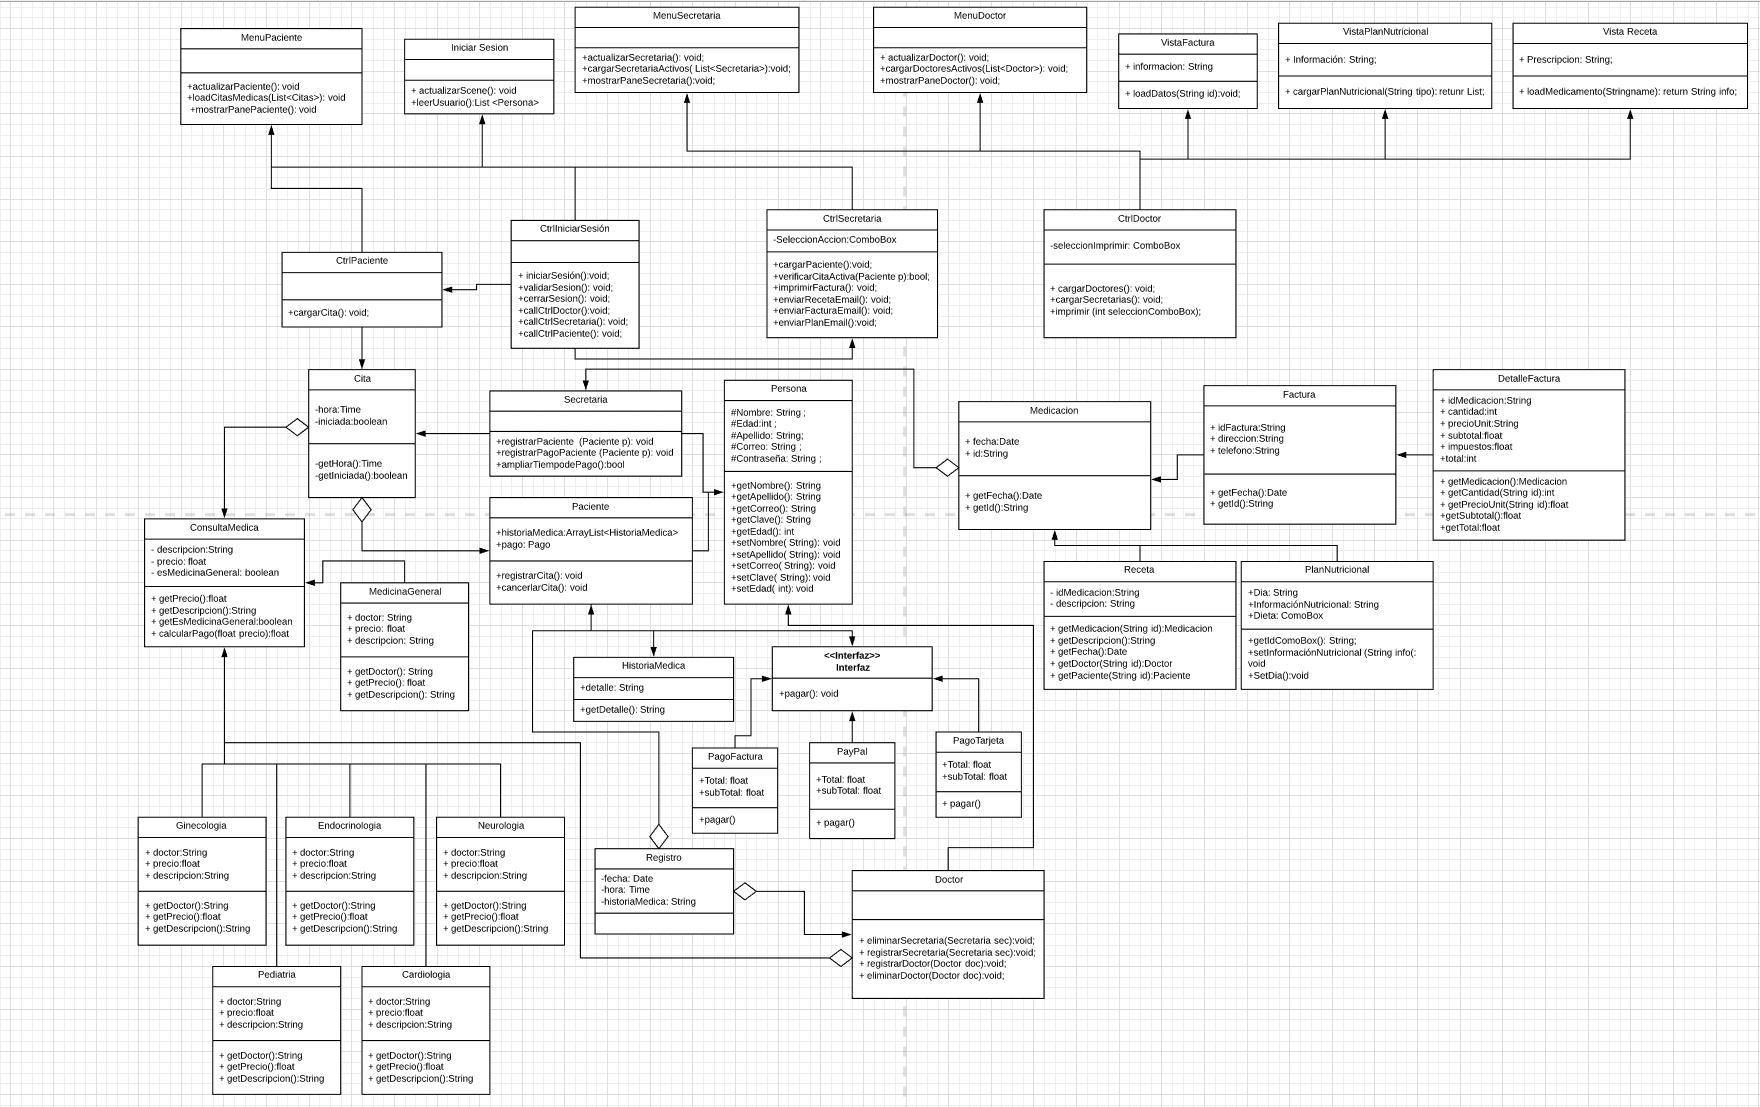 MenuPaciente
+actualizarPaciente(): void
+loadCitasMedicas(List<Citas>): void
+mostrarPanePaciente(): void
Iniciar Sesion
+ actualizarScene(): void
+leerUsuario():List <Persona>
MenuSecretaria
+actualizarSecretaria(): void;
+cargarSecretariaActivos( List<Secretaria>):void;
+mostrarPaneSecretaria():void;
MenuDoctor
+ actualizarDoctor(): void;
+cargarDoctoresActivos(List<Doctor>): void;
+mostrarPaneDoctor(): void;
VistaFactura
+ informacion: String
+ loadDatos(String id):void;
VistaPlanNutricional
+ Información: String;
+ cargarPlanNutricional(String tipo): retunr List;
Vista Receta
+ Prescripcion: String;
+ loadMedicamento(Stringname): return String info;
CtrlPaciente
+cargarCita(): void;
CtrlIniciarSesión
+ iniciarSesión():void;
+validarSesion(): void;
+cerrarSesion(): void;
+callCtrlDoctor():void;
+callCtrlSecretaria(): void;
+callCtrlPaciente(): void;
CtrlSecretaria
-SeleccionAccion:ComboBox
+cargarPaciente():void;
+verificarCitaActiva(Paciente p):bool;
+imprimirFactura(): void;
+enviarRecetaEmail(): void;
+enviarFacturaEmail(): void;
+enviarPlanEmail():void;
CtrlDoctor
-seleccionImprimir: ComboBox
+ cargarDoctores(): void;
+cargarSecretarias(): void;
+imprimir (int seleccionComboBox);
Cita
-hora:Time
-iniciada:boolean
-getHora():Time
-getIniciada():boolean
Secretaria
+registrarPaciente (Paciente p): void
+registrarPagoPaciente (Paciente p): void
+ampliarTiempodePago():bool
Persona
#Nombre: String ;
#Edad:int ;
#Apellido: String;
#Correo: String ;
#Contraseña: String ;
+getNombre(): String
+getApellido(): String
+getCorreo(): String
+getClave(): String
+getEdad(): int
+setNombre( String): void
+setApellido( String): void
+setCorreo( String): void
+setClave( String): void
+setEdad( int): void
Medicacion
+ fecha:Date
+ id:String
+ getFecha():Date
+ getId():String
Factura
+ idFactura:String
+ direccion:String
+ telefono:String
+ getFecha():Date
+ getId():String
DetalleFactura
+ idMedicacion:String
+ cantidad:int
+ precioUnit:String
+ subtotal:float
+ impuestos:float
+total:int
+ getMedicacion():Medicacion
+ getCantidad(String id):int
+ getPrecioUnit(String id):float
+getSubtotal():float
+getTotal:float
Paciente
+historiaMedica:ArrayList<HistoriaMedica>
+pago: Pago
+registrarCita(): void
+cancerlarCita(): void
ConsultaMedica
- descripcion:String
- precio: float
- esMedicinaGeneral: boolean
+ getPrecio():float
+ getDescripcion():String
+ getEsMedicinaGeneral:boolean
+ calcularPago(float precio):float
MedicinaGeneral
+ doctor: String
+ precio: float
+ descripcion: String
+ getDoctor(): String
+ getPrecio(): float
+ getDescripcion(): String
Receta
- idMedicacion:String
- descripcion: String
+ getMedicacion(String id):Medicacion
+ getDescripcion():String
+ getFecha():Date
+ getDoctor(String id):Doctor
+ getPaciente(String id):Paciente
PlanNutricional
+Dia: String
+InformaciónNutricional: String
+Dieta: ComoBox
+getIdComoBox(): String;
+setInformaciónNutricional (String info(:
void
+SetDia():void
HistoriaMedica
+detalle: String
+getDetalle(): String
<<Interfaz>>
Interfaz
+pagar(): void
PagoFactura
+Total: float
+subTotal: float
+pagar()
PayPal
+Total: float
+subTotal: float
+ pagar()
PagoTarjeta
+Total: float
+subTotal: float
+ pagar()
Ginecologia
+ doctor:String
+ precio:float
+ descripcion:String
+ getDoctor():String
+ getPrecio():float
+ getDescripcion():String
Endocrinologia
+ doctor:String
+ precio:float
+ descripcion:String
+ getDoctor():String
+ getPrecio():float
+ getDescripcion():String
Neurologia
+ doctor:String
+ precio:float
+ descripcion:String
+ getDoctor():String
+ getPrecio():float
+ getDescripcion():String
Registro
-fecha: Date
-hora: Time
-historiaMedica: String
Doctor
+ eliminarSecretaria(Secretaria sec):void;
+ registrarSecretaria(Secretaria sec):void;
+ registrarDoctor(Doctor doc):void;
+ eliminarDoctor(Doctor doc):void;
Pediatria
+ doctor:String
+ precio:float
+ descripcion:String
+ getDoctor():String
+ getPrecio():float
+ getDescripcion():String
Cardiologia
+ doctor:String
+ precio:float
+ descripcion:String
+ getDoctor():String
+ getPrecio():float
+ getDescripcion():String